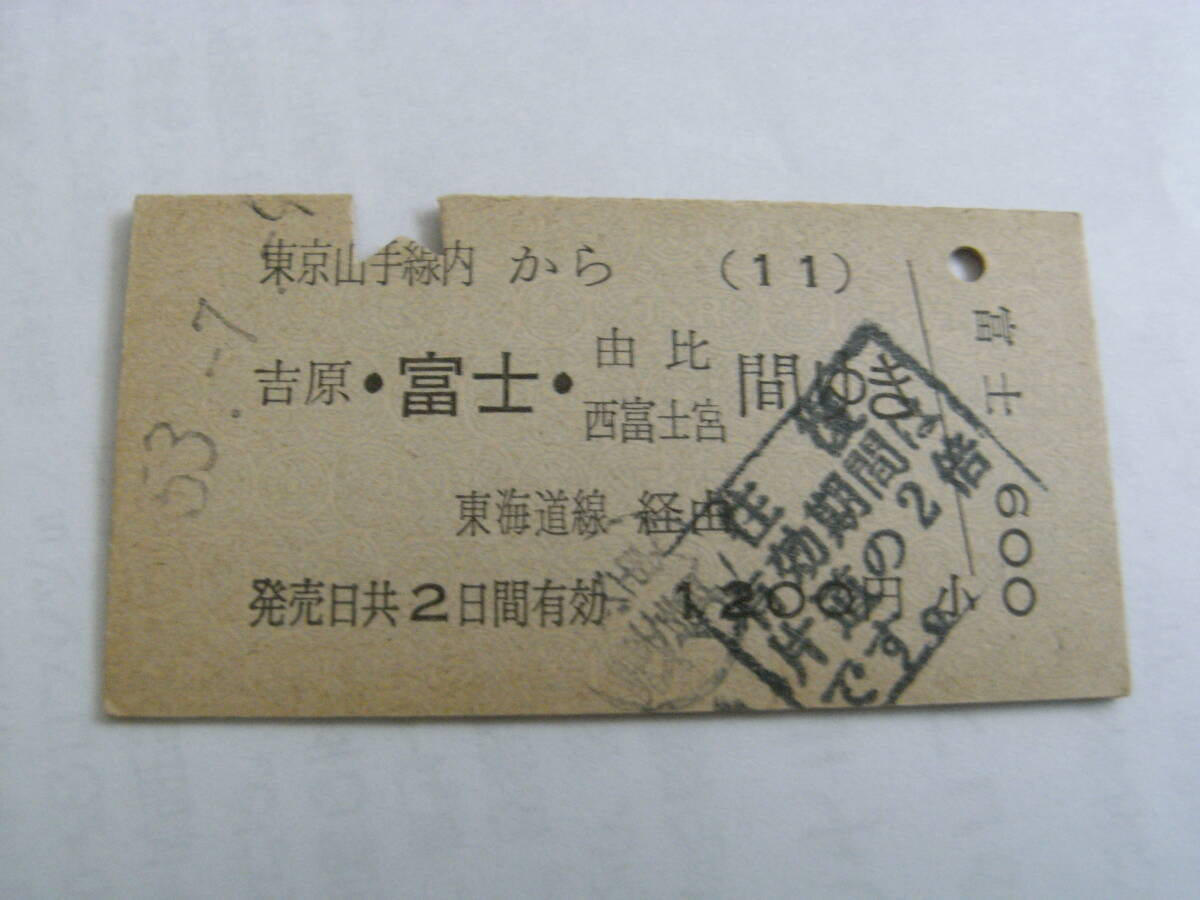 53.-7.-9
東京山手線内 から (11)
吉原・富士・由比 間ゆき
西富士宮
東海道線 経由
発売日共2日間有効 1200円
小
富士 600
往復
有効期間は
片道の2倍
です。